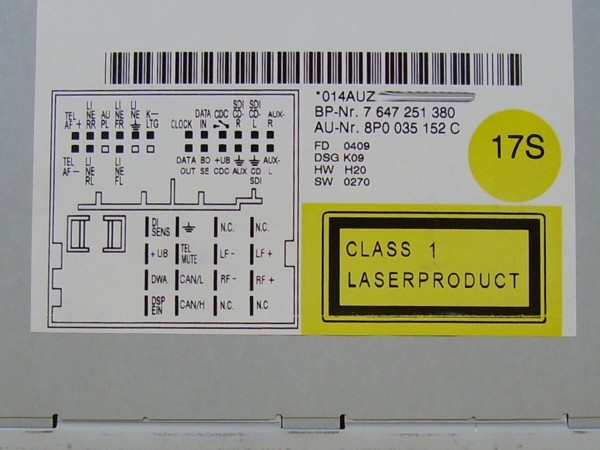 *014AUZ
BP-Nr. 7 647 251 380
AU-Nr. 8P0 035 152 C
FD 0409
DSG K09
HW H20
SW 0270
17S
CLASS 1
LASERPRODUCT
TEL AF+ LI NE RR AU PL LI NE FR LI NE K- LTG
TEL AF- LI NE RL LI NE FL
CLOCK DATA IN CDC SDI CD- R SDI CD- L AUX- R
DATA OUT BO SE +UB CDC AUX CD SDI AUX- L
DI SENS N.C. N.C.
+UB TEL MUTE LF- LF+
DWA CAN/L RF- RF+
DSP EIN CAN/H N.C. N.C.